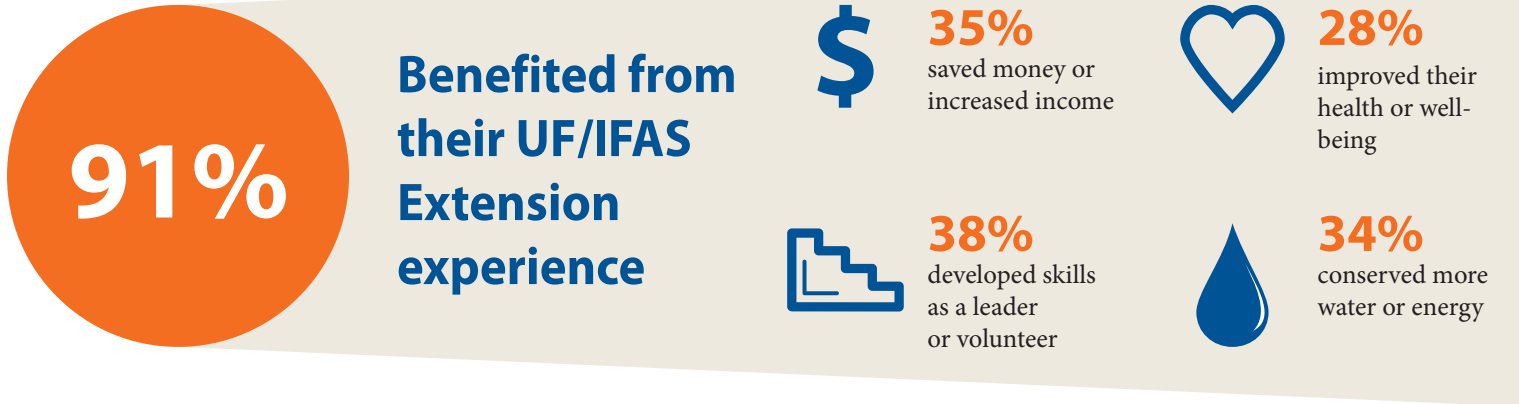 91%
Benefited from
their UF/IFAS
Extension
experience
35%
saved money or
increased income
28%
improved their
health or well-
being
38%
developed skills
as a leader
or volunteer
34%
conserved more
water or energy